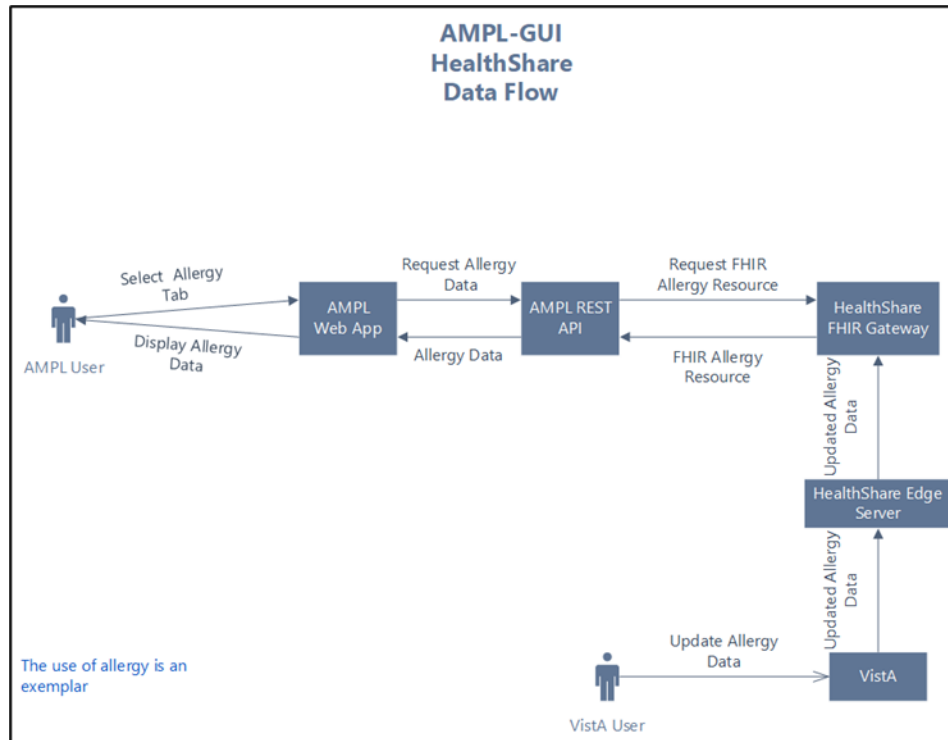 AMPL-GUI
HealthShare
Data Flow
Select Allergy
Tab
Request Allergy
Data
Request FHIR
Allergy Resource
AMPL
Web App
AMPL REST
API
HealthShare
FHIR Gateway
Display Allergy
Data
Allergy Data
FHIR Allergy
Resource
AMPL User
Updated Allergy
Data
HealthShare Edge
Server
Updated Allergy
Data
Update Allergy
Data
VistA
VistA User
The use of allergy is an
exemplar